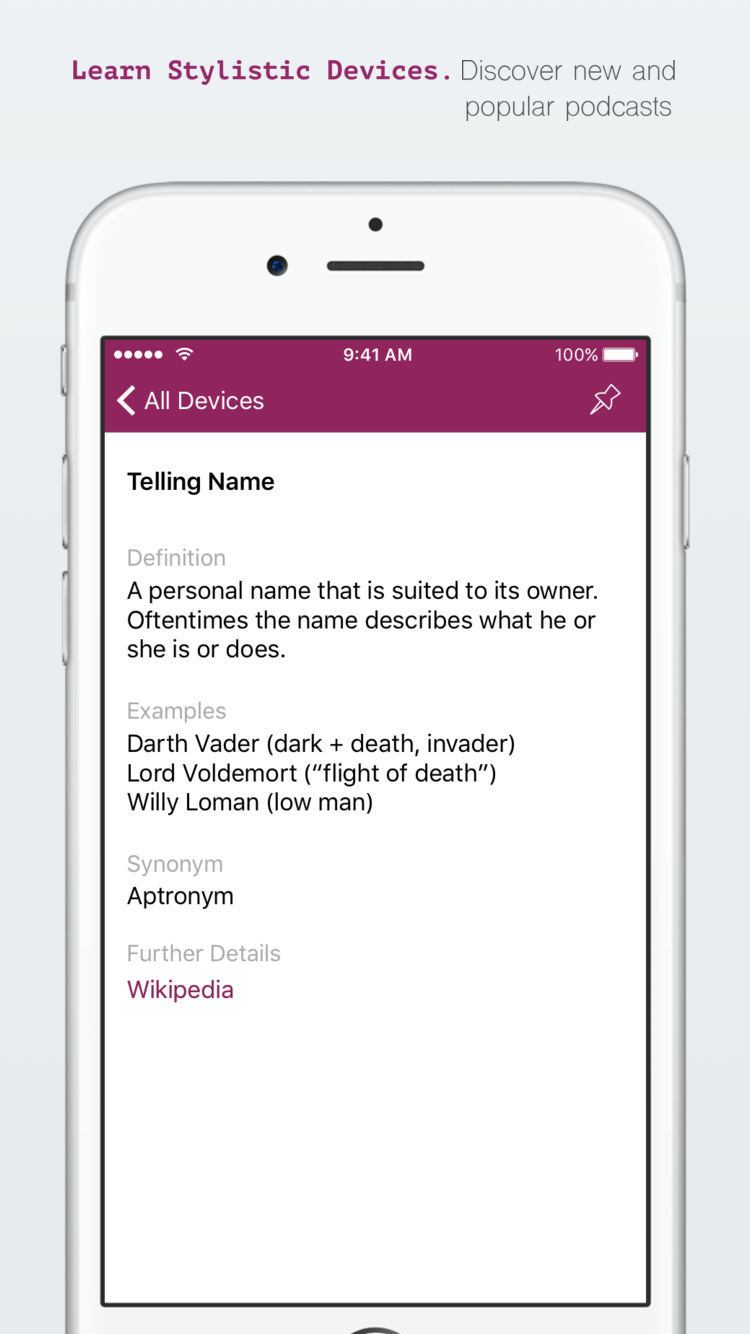 Learn Stylistic Devices. Discover new and
popular podcasts
9:41 AM
100%
All Devices
Telling Name
Definition
A personal name that is suited to its owner.
Oftentimes the name describes what he or
she is or does.
Examples
Darth Vader (dark + death, invader)
Lord Voldemort (“flight of death”)
Willy Loman (low man)
Synonym
Aptronym
Further Details
Wikipedia